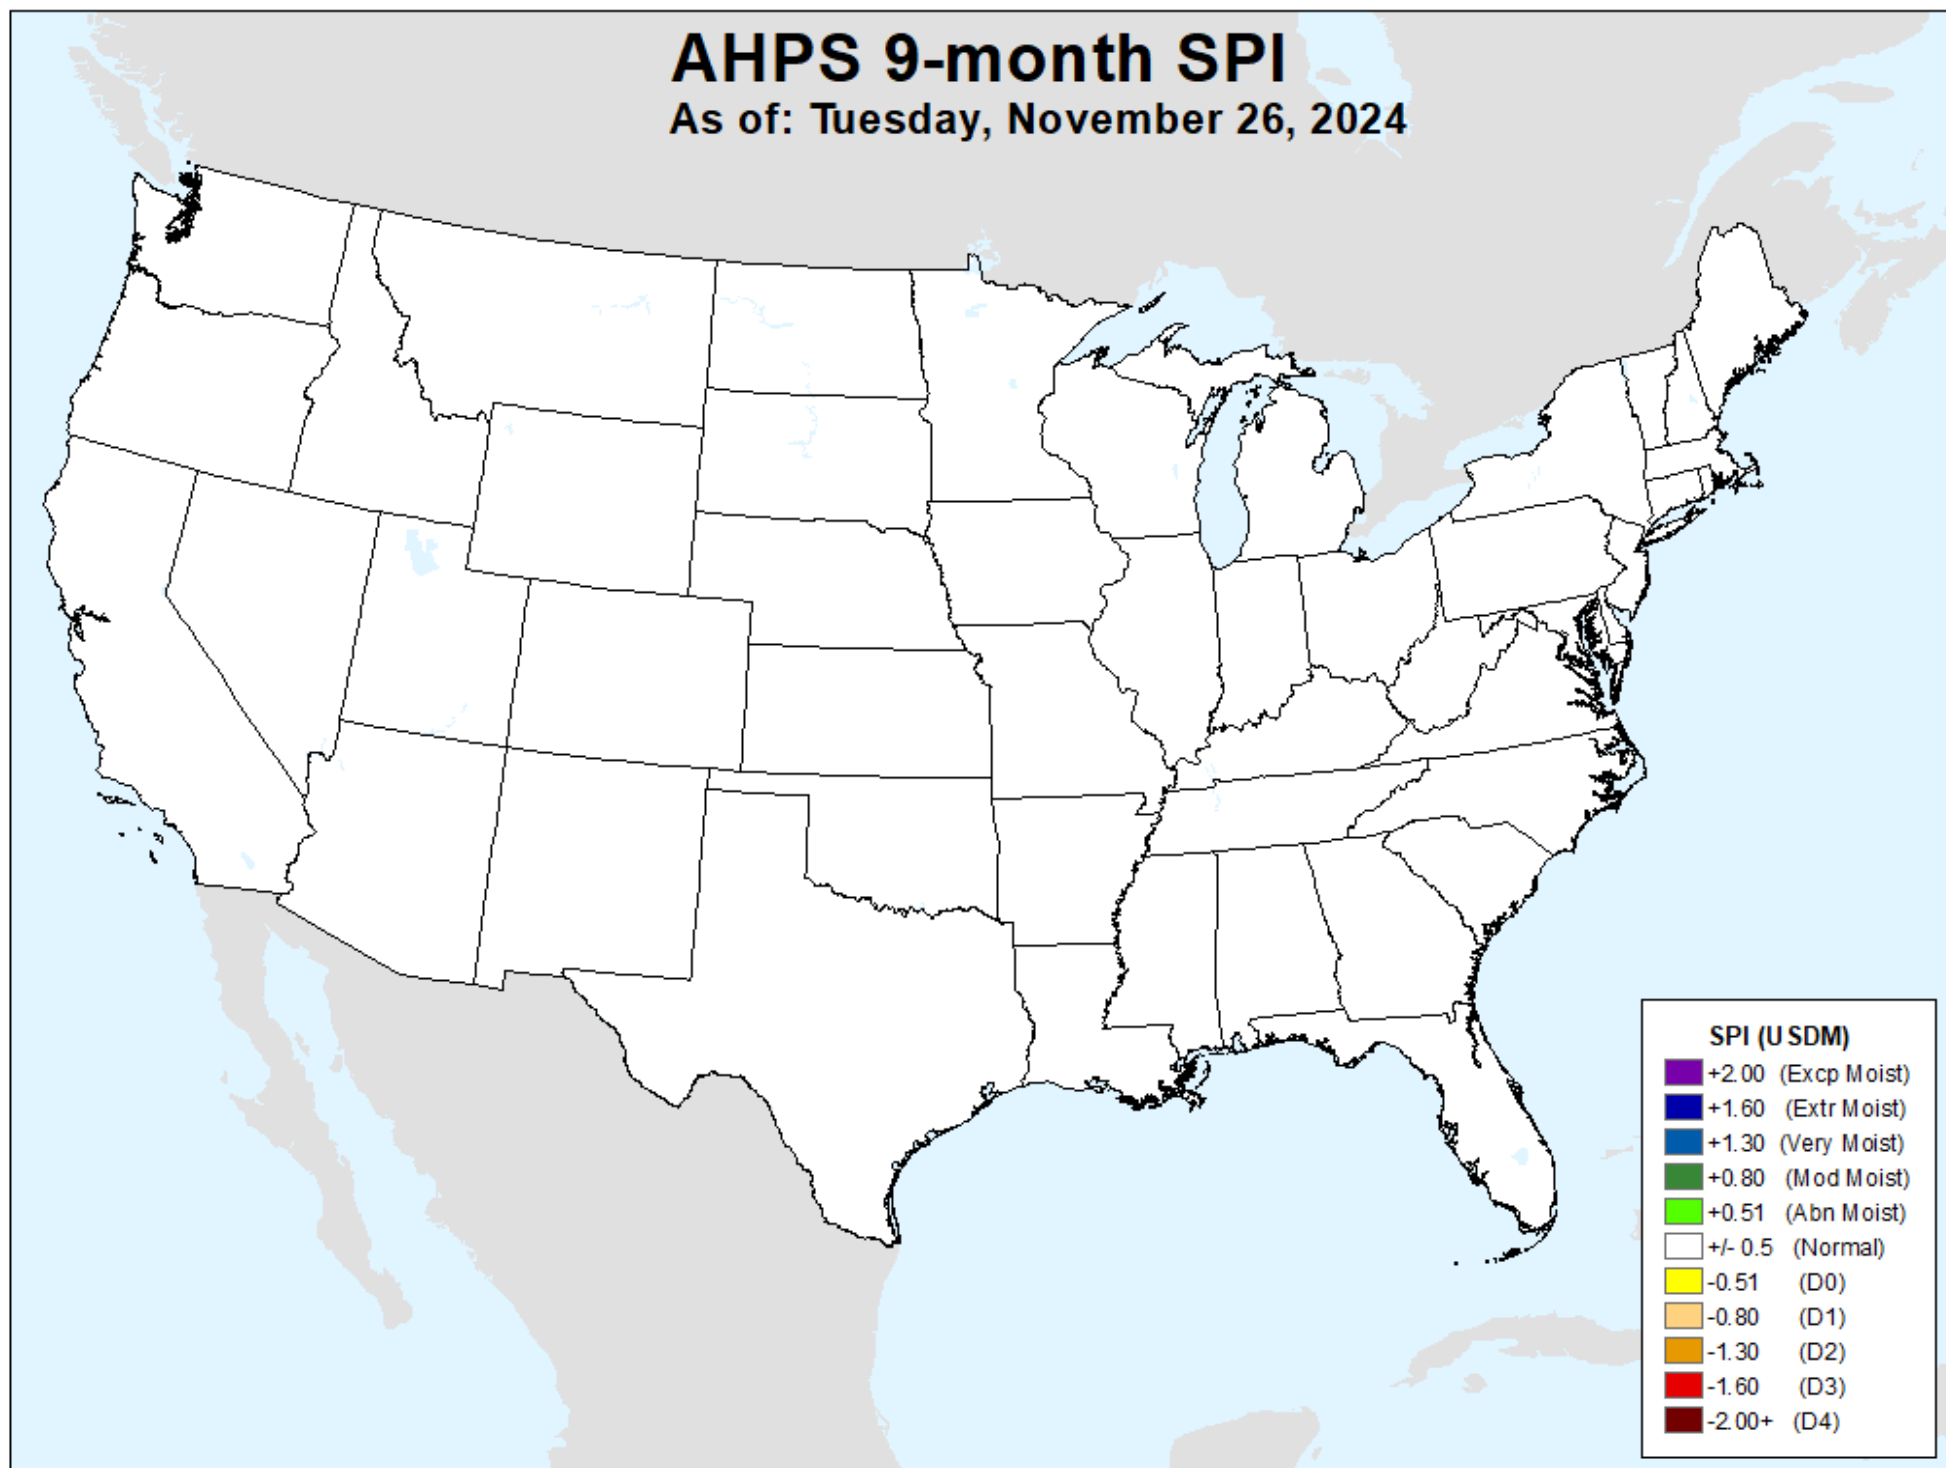 AHPS 9-month SPI
As of: Tuesday, November 26, 2024
SPI (USDM)
+2.00 (Excp Moist)
+1.60 (Extr Moist)
+1.30 (Very Moist)
+0.80 (Mod Moist)
+0.51 (Abn Moist)
+/- 0.5 (Normal)
-0.51 (D0)
-0.80 (D1)
-1.30 (D2)
-1.60 (D3)
-2.00+ (D4)